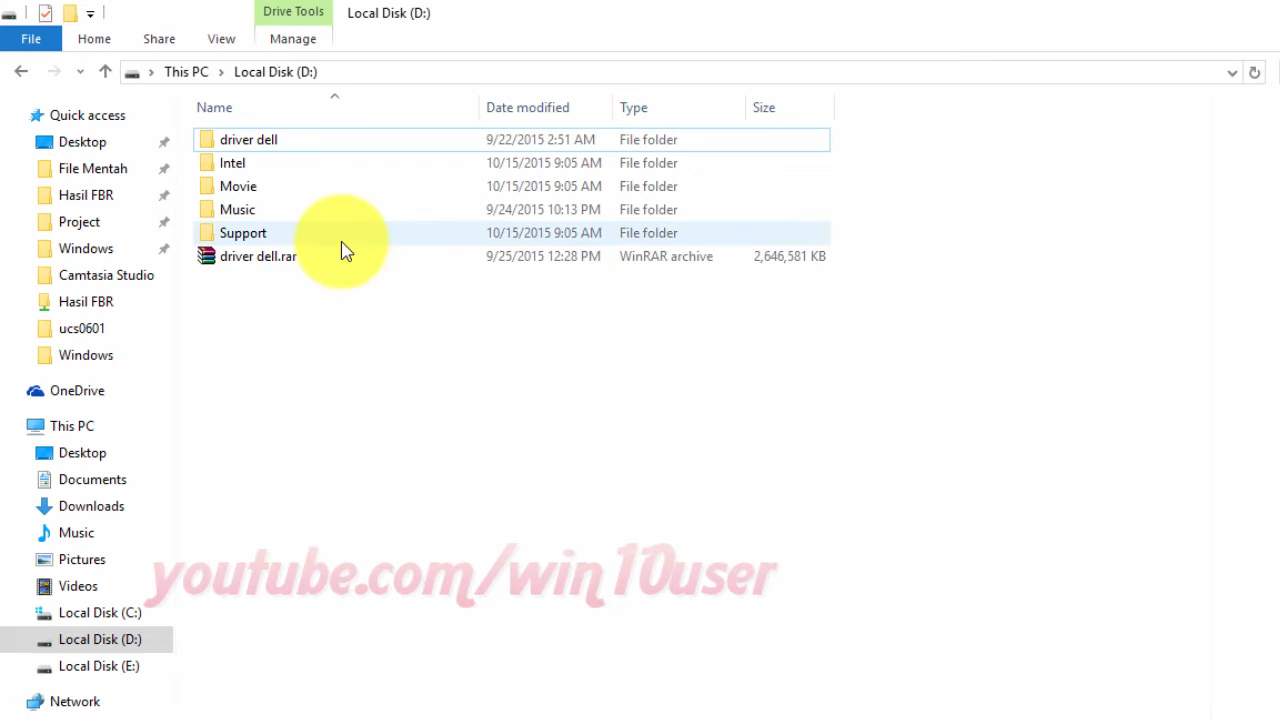 Drive Tools
Local Disk (D:)
File
Home
Share
View
Manage
This PC
Local Disk (D:)
Name
Date modified
Type
Size
driver dell
9/22/2015 2:51 AM
File folder
Intel
10/15/2015 9:05 AM
File folder
Movie
10/15/2015 9:05 AM
File folder
Music
9/24/2015 10:13 PM
File folder
Support
10/15/2015 9:05 AM
File folder
driver dell.rar
9/25/2015 12:28 PM
WinRAR archive
2,646,581 KB
Quick access
Desktop
File Mentah
Hasil FBR
Project
Windows
Camtasia Studio
Hasil FBR
ucs0601
Windows
OneDrive
This PC
Desktop
Documents
Downloads
Music
Pictures
Videos
Local Disk (C:)
Local Disk (D:)
Local Disk (E:)
Network
youtube.com/win10user